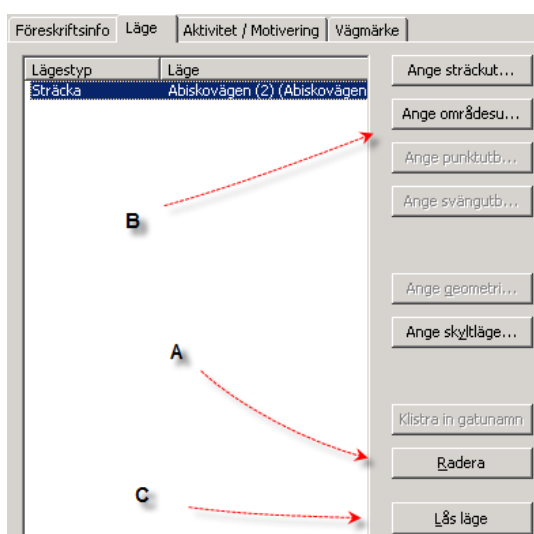 Föreskriftsinfo Läge Aktivitet / Motivering Vägmärke
Lägestyp Läge
Sträcka Abiskovägen (2) (Abiskovägen
Ange sträckut...
Ange områdesu...
Ange punktutb...
Ange svängutb...
B
Ange geometri...
Ange skyltläge...
A
Klistra in gatunamn
Radera
C
Lås läge